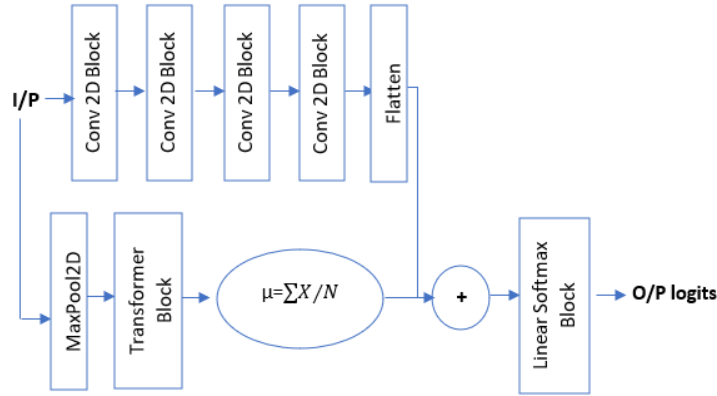 I/P
Conv 2D Block
Conv 2D Block
Conv 2D Block
Conv 2D Block
Flatten
MaxPool2D
Transformer
Block
μ=∑X/N
+
Linear Softmax
Block
O/P logits